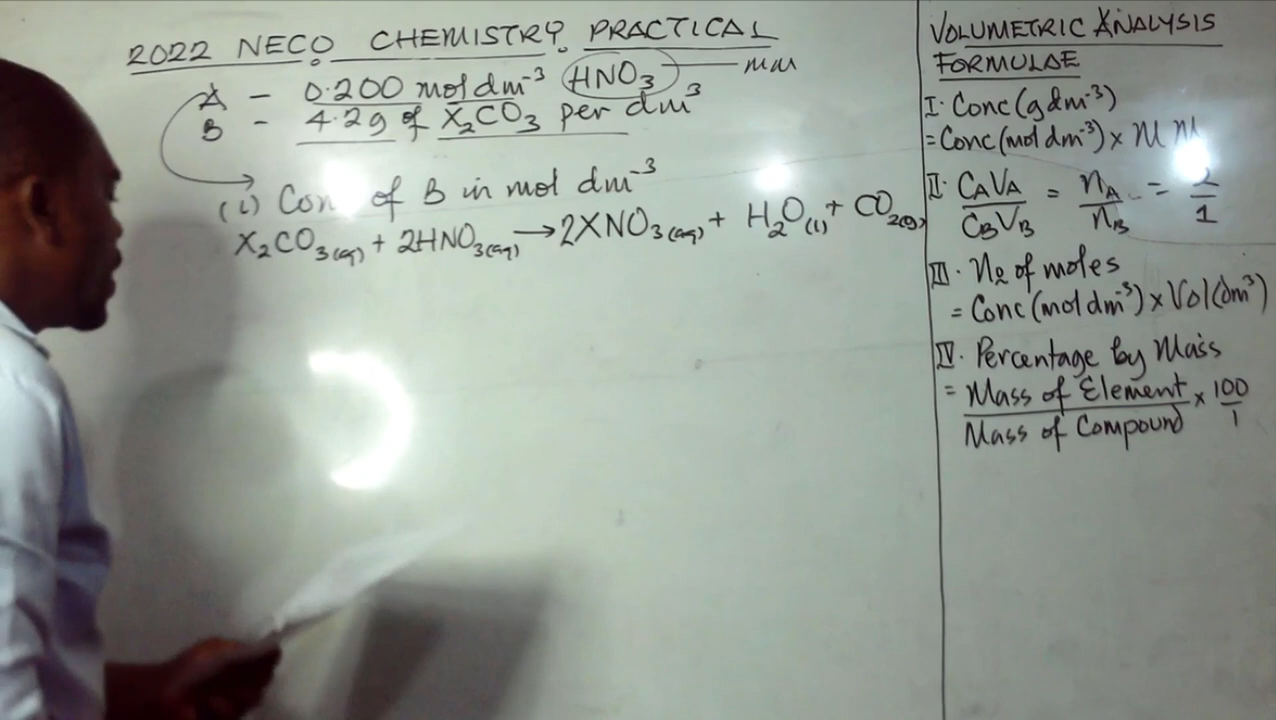 2022 NECO CHEMISTRY PRACTICAL
A - 0.200 mol dm⁻³ HNO₃ — mm
B - 4.2g of X₂CO₃ per dm³
(i) Con of B in mol dm⁻³
X₂CO₃(aq) + 2HNO₃(aq) → 2XNO₃(aq) + H₂O(l) + CO₂(g)
VOLUMETRIC ANALYSIS
FORMULAE
I. Conc (g dm⁻³)
= Conc (mol dm⁻³) × M M
II. CAVA/CBVB = nA/nB = 2/1
III. No of moles
= Conc (mol dm⁻³) × Vol (dm³)
IV. Percentage by Mass
= Mass of Element/Mass of Compound × 100/1